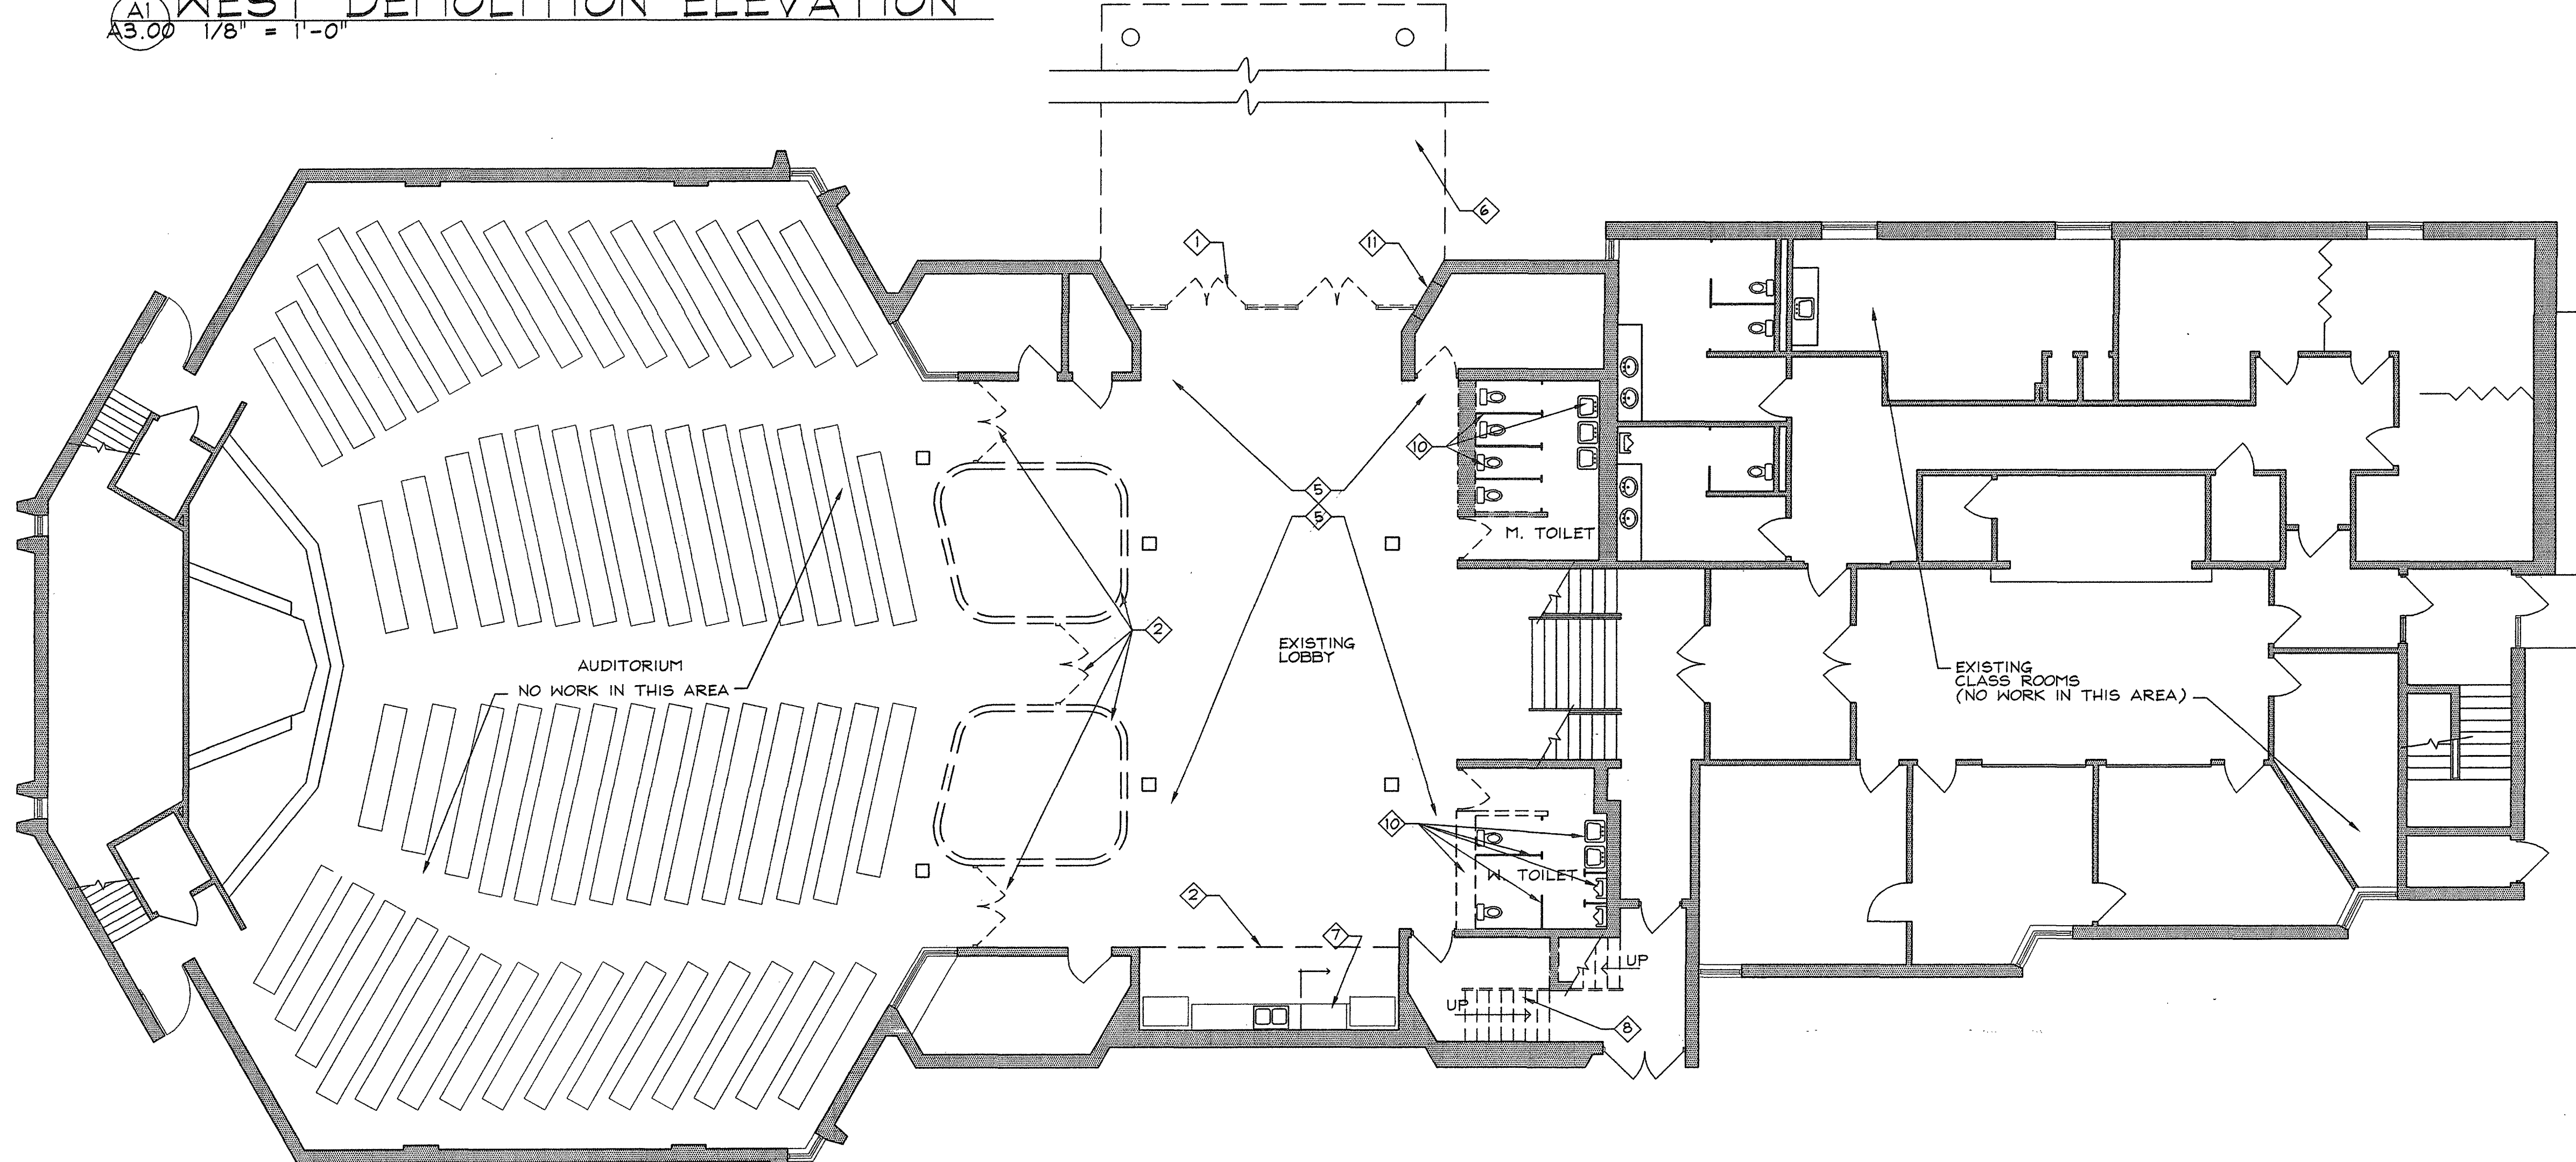 A1 WEST DEMOLITION ELEVATION
A3.00 1/8" = 1'-0"
6
1
11
10
5
5
M. TOILET
2
EXISTING
LOBBY
AUDITORIUM
NO WORK IN THIS AREA
EXISTING
CLASS ROOMS
(NO WORK IN THIS AREA)
10
W. TOILET
2
7
UP
UP
8